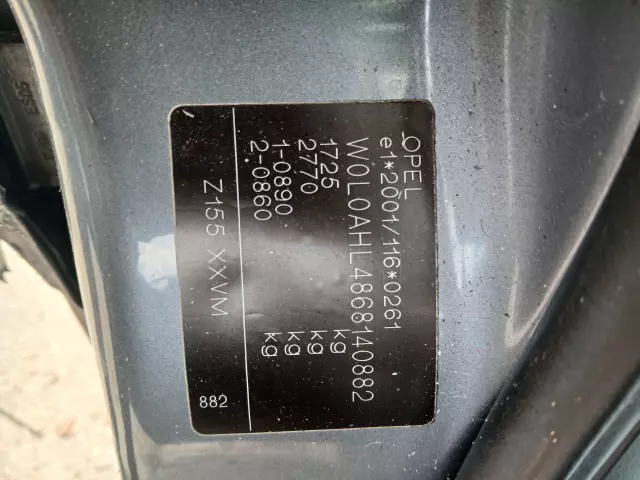 OPEL
e1*2001/116*0261
W0L0AHL4868140882
1725 kg
2770 kg
1-0890 kg
2-0860 kg
Z155 XXVM
882